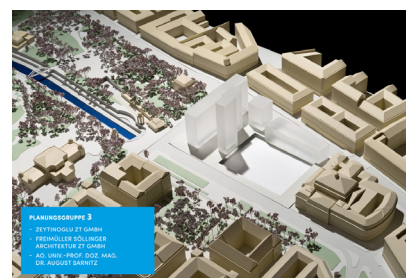 PLANUNGSGRUPPE 3
- ZEYTINOGLU ZT GMBH
- FREIMÜLLER SÖLLINGER
ARCHITEKTUR ZT GMBH
- AO. UNIV.-PROF. DOZ. MAG.
DR. AUGUST SARNITZ